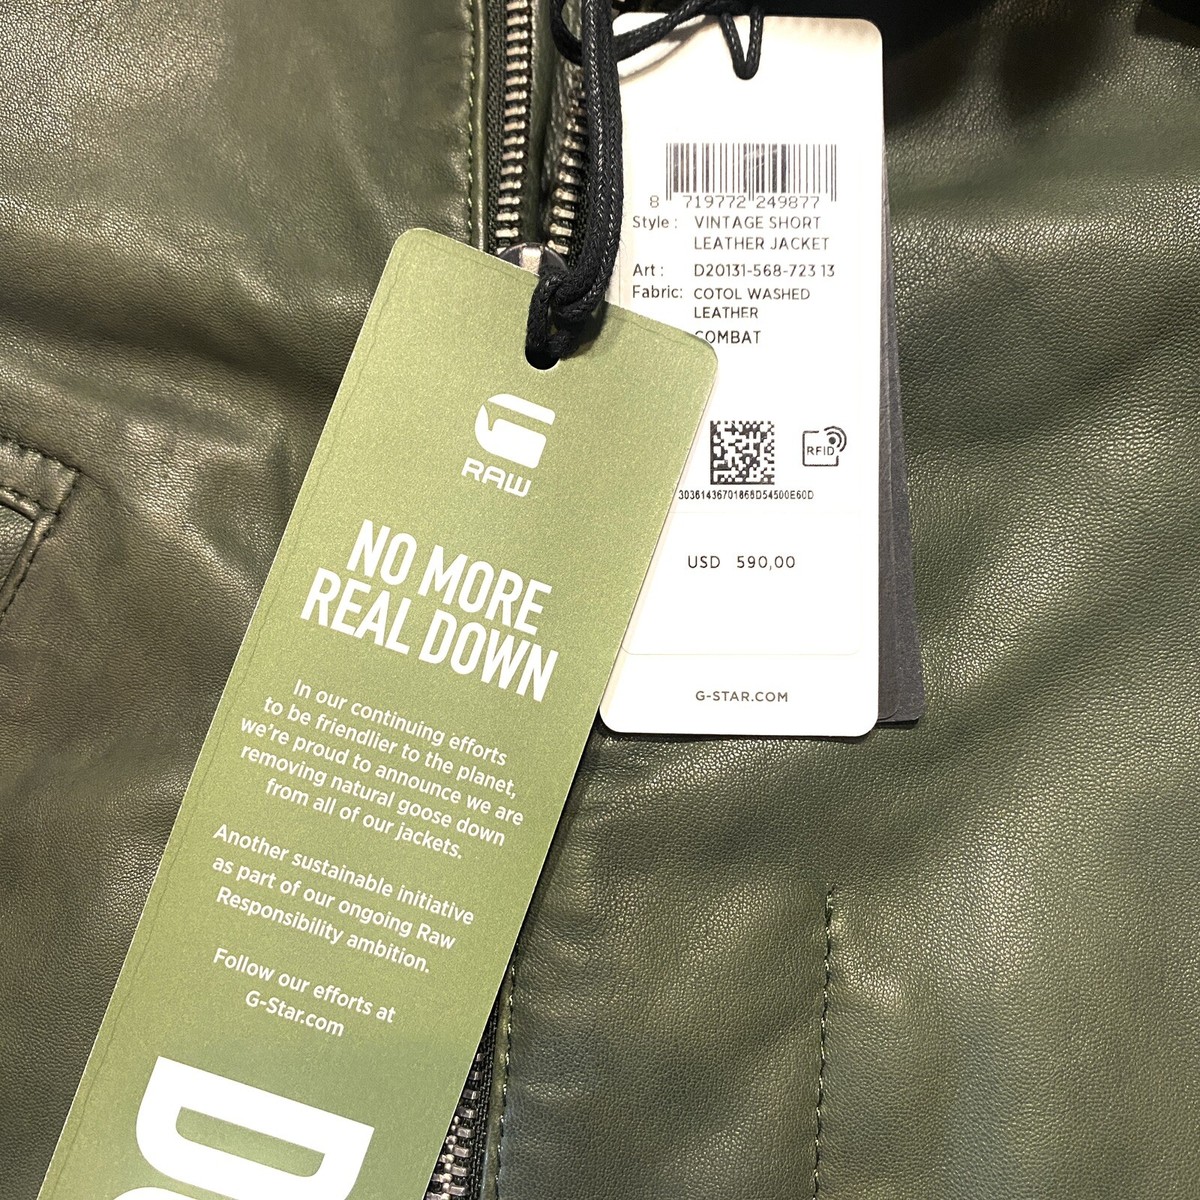 8 719772 249877
Style : VINTAGE SHORT
LEATHER JACKET
Art : D20131-568-723 13
Fabric: COTOL WASHED
LEATHER
COMBAT
RFID
30361436701868D54500E60D
USD 590,00
G-STAR.COM
RAW
NO MORE
REAL DOWN
In our continuing efforts
to be friendlier to the planet,
we're proud to announce we are
removing natural goose down
from all of our jackets.
Another sustainable initiative
as part of our ongoing Raw
Responsibility ambition.
Follow our efforts at
G-Star.com